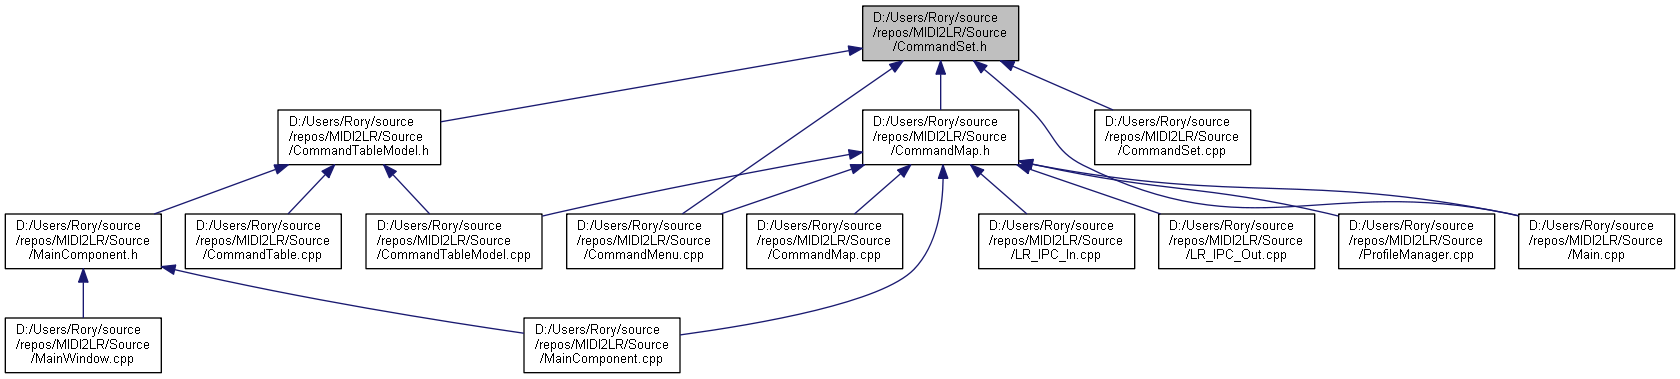 D:/Users/Rory/source
/repos/MIDI2LR/Source
/CommandSet.h
D:/Users/Rory/source
/repos/MIDI2LR/Source
/CommandTableModel.h
D:/Users/Rory/source
/repos/MIDI2LR/Source
/CommandMap.h
D:/Users/Rory/source
/repos/MIDI2LR/Source
/CommandSet.cpp
D:/Users/Rory/source
/repos/MIDI2LR/Source
/MainComponent.h
D:/Users/Rory/source
/repos/MIDI2LR/Source
/CommandTable.cpp
D:/Users/Rory/source
/repos/MIDI2LR/Source
/CommandTableModel.cpp
D:/Users/Rory/source
/repos/MIDI2LR/Source
/CommandMenu.cpp
D:/Users/Rory/source
/repos/MIDI2LR/Source
/CommandMap.cpp
D:/Users/Rory/source
/repos/MIDI2LR/Source
/LR_IPC_In.cpp
D:/Users/Rory/source
/repos/MIDI2LR/Source
/LR_IPC_Out.cpp
D:/Users/Rory/source
/repos/MIDI2LR/Source
/ProfileManager.cpp
D:/Users/Rory/source
/repos/MIDI2LR/Source
/Main.cpp
D:/Users/Rory/source
/repos/MIDI2LR/Source
/MainWindow.cpp
D:/Users/Rory/source
/repos/MIDI2LR/Source
/MainComponent.cpp